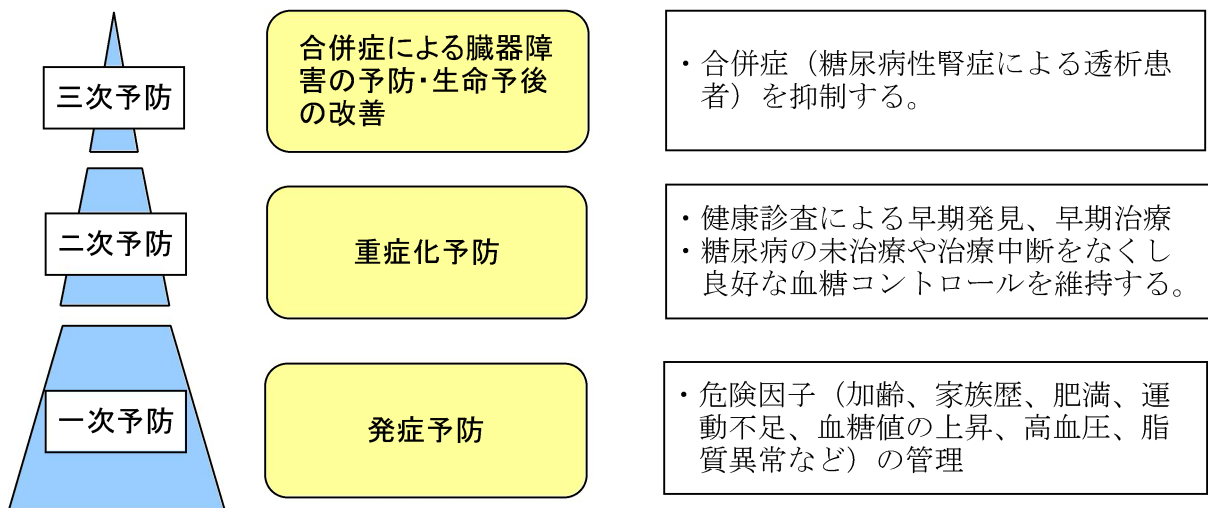 三次予防
合併症による臓器障
害の予防・生命予後
の改善
・合併症（糖尿病性腎症による透析患
者）を抑制する。
二次予防
重症化予防
・健康診査による早期発見、早期治療
・糖尿病の未治療や治療中断をなくし
良好な血糖コントロールを維持する。
一次予防
発症予防
・危険因子（加齢、家族歴、肥満、運
動不足、血糖値の上昇、高血圧、脂
質異常など）の管理